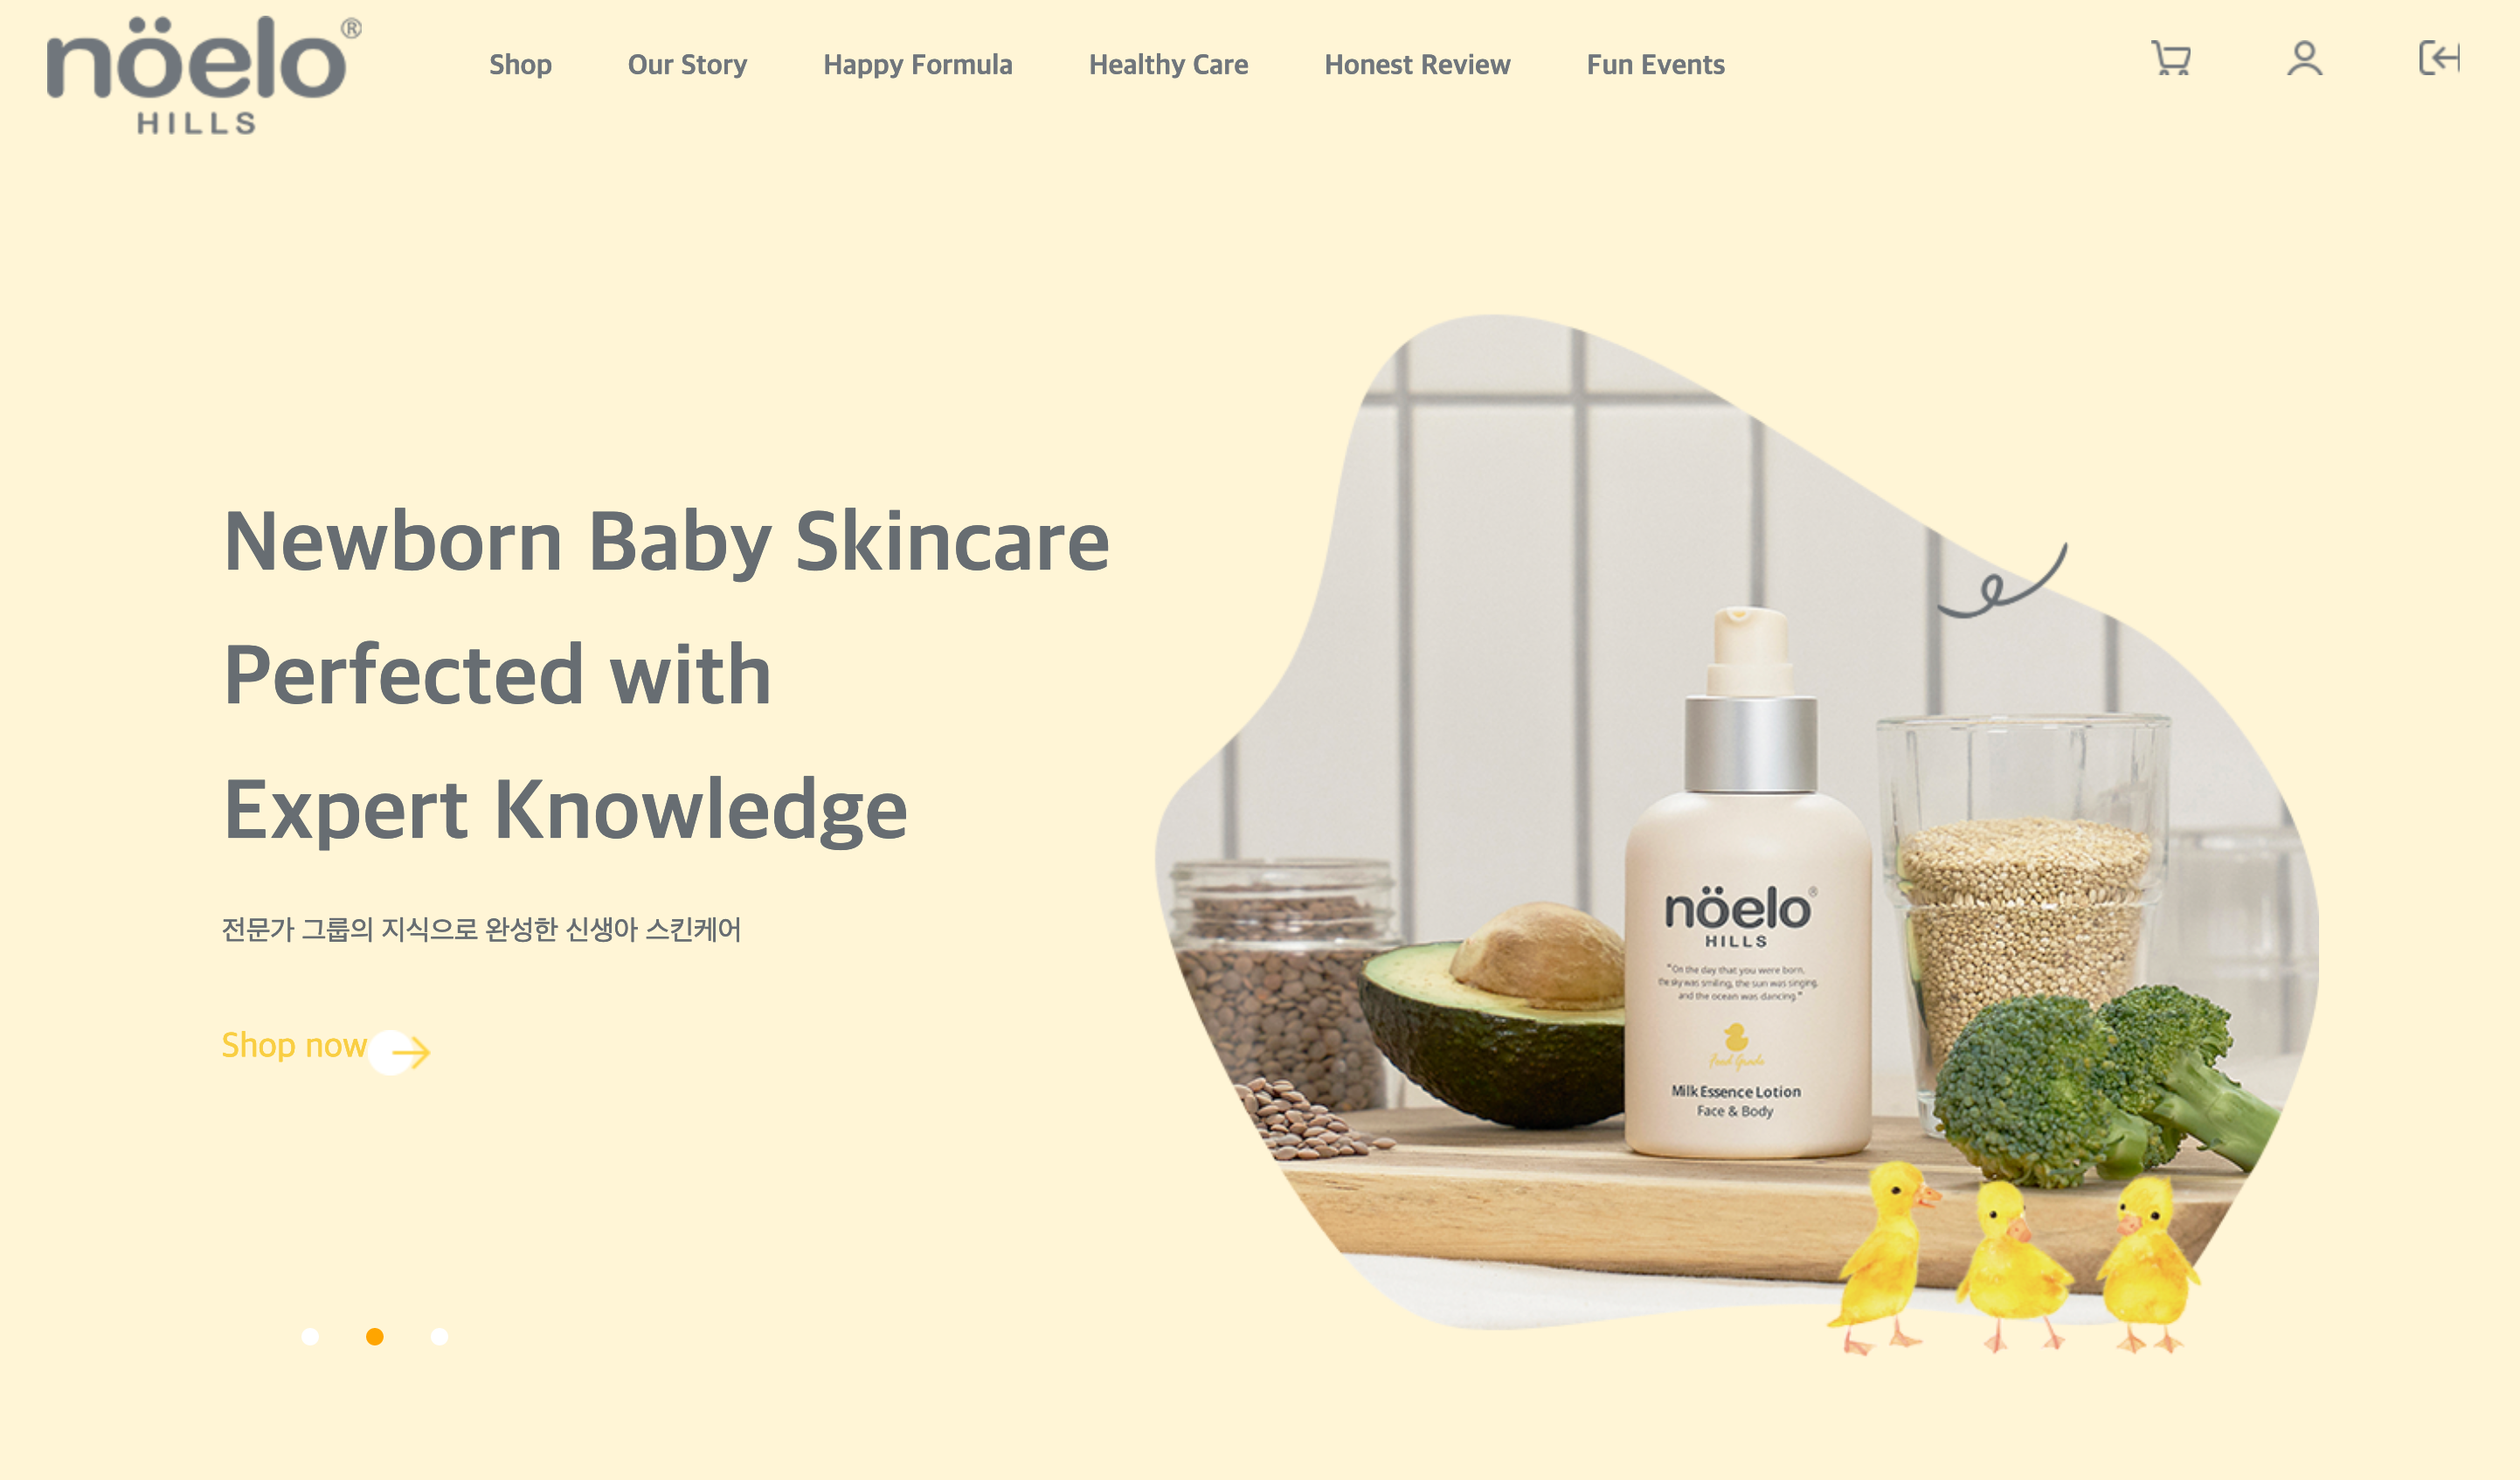 nöelo®
HILLS
Shop
Our Story
Happy Formula
Healthy Care
Honest Review
Fun Events
Newborn Baby Skincare
Perfected with
Expert Knowledge
전문가 그룹의 지식으로 완성한 신생아 스킨케어
Shop now
nöelo®
HILLS
"On the day that you were born,
the sky was smiling, the sun was singing,
and the ocean was dancing."
Food Grade
Milk Essence Lotion
Face & Body